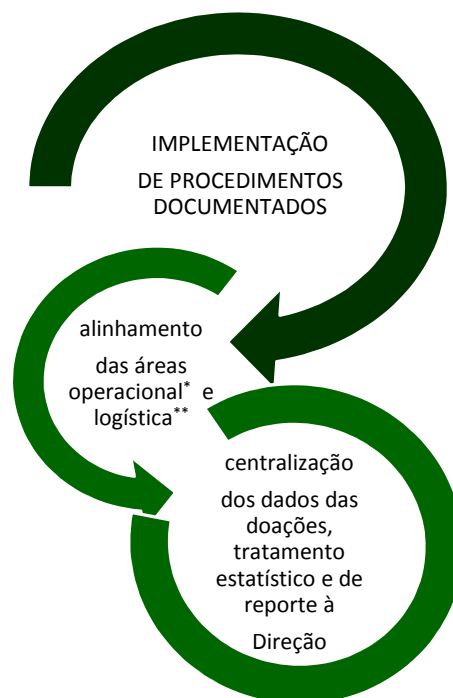 IMPLEMENTAÇÃO
DE PROCEDIMENTOS
DOCUMENTADOS
alinhamento
das áreas
operacional* e
logística**
centralização
dos dados das
doações,
tratamento
estatístico e de
reporte à
Direção